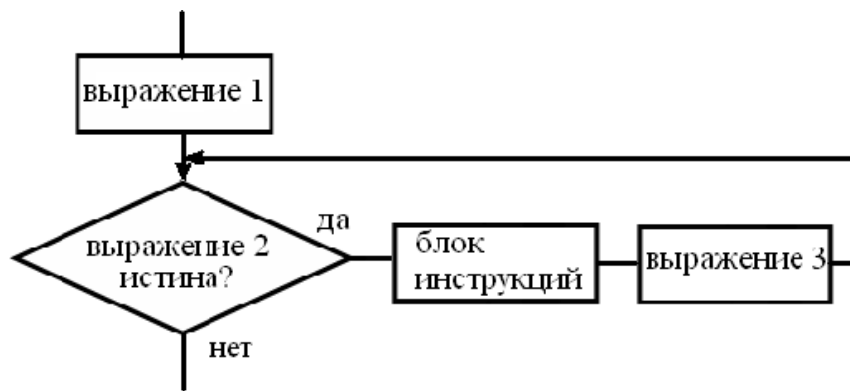 выражение 1
да
выражение 2
истина?
блок
инструкций
выражение 3
нет